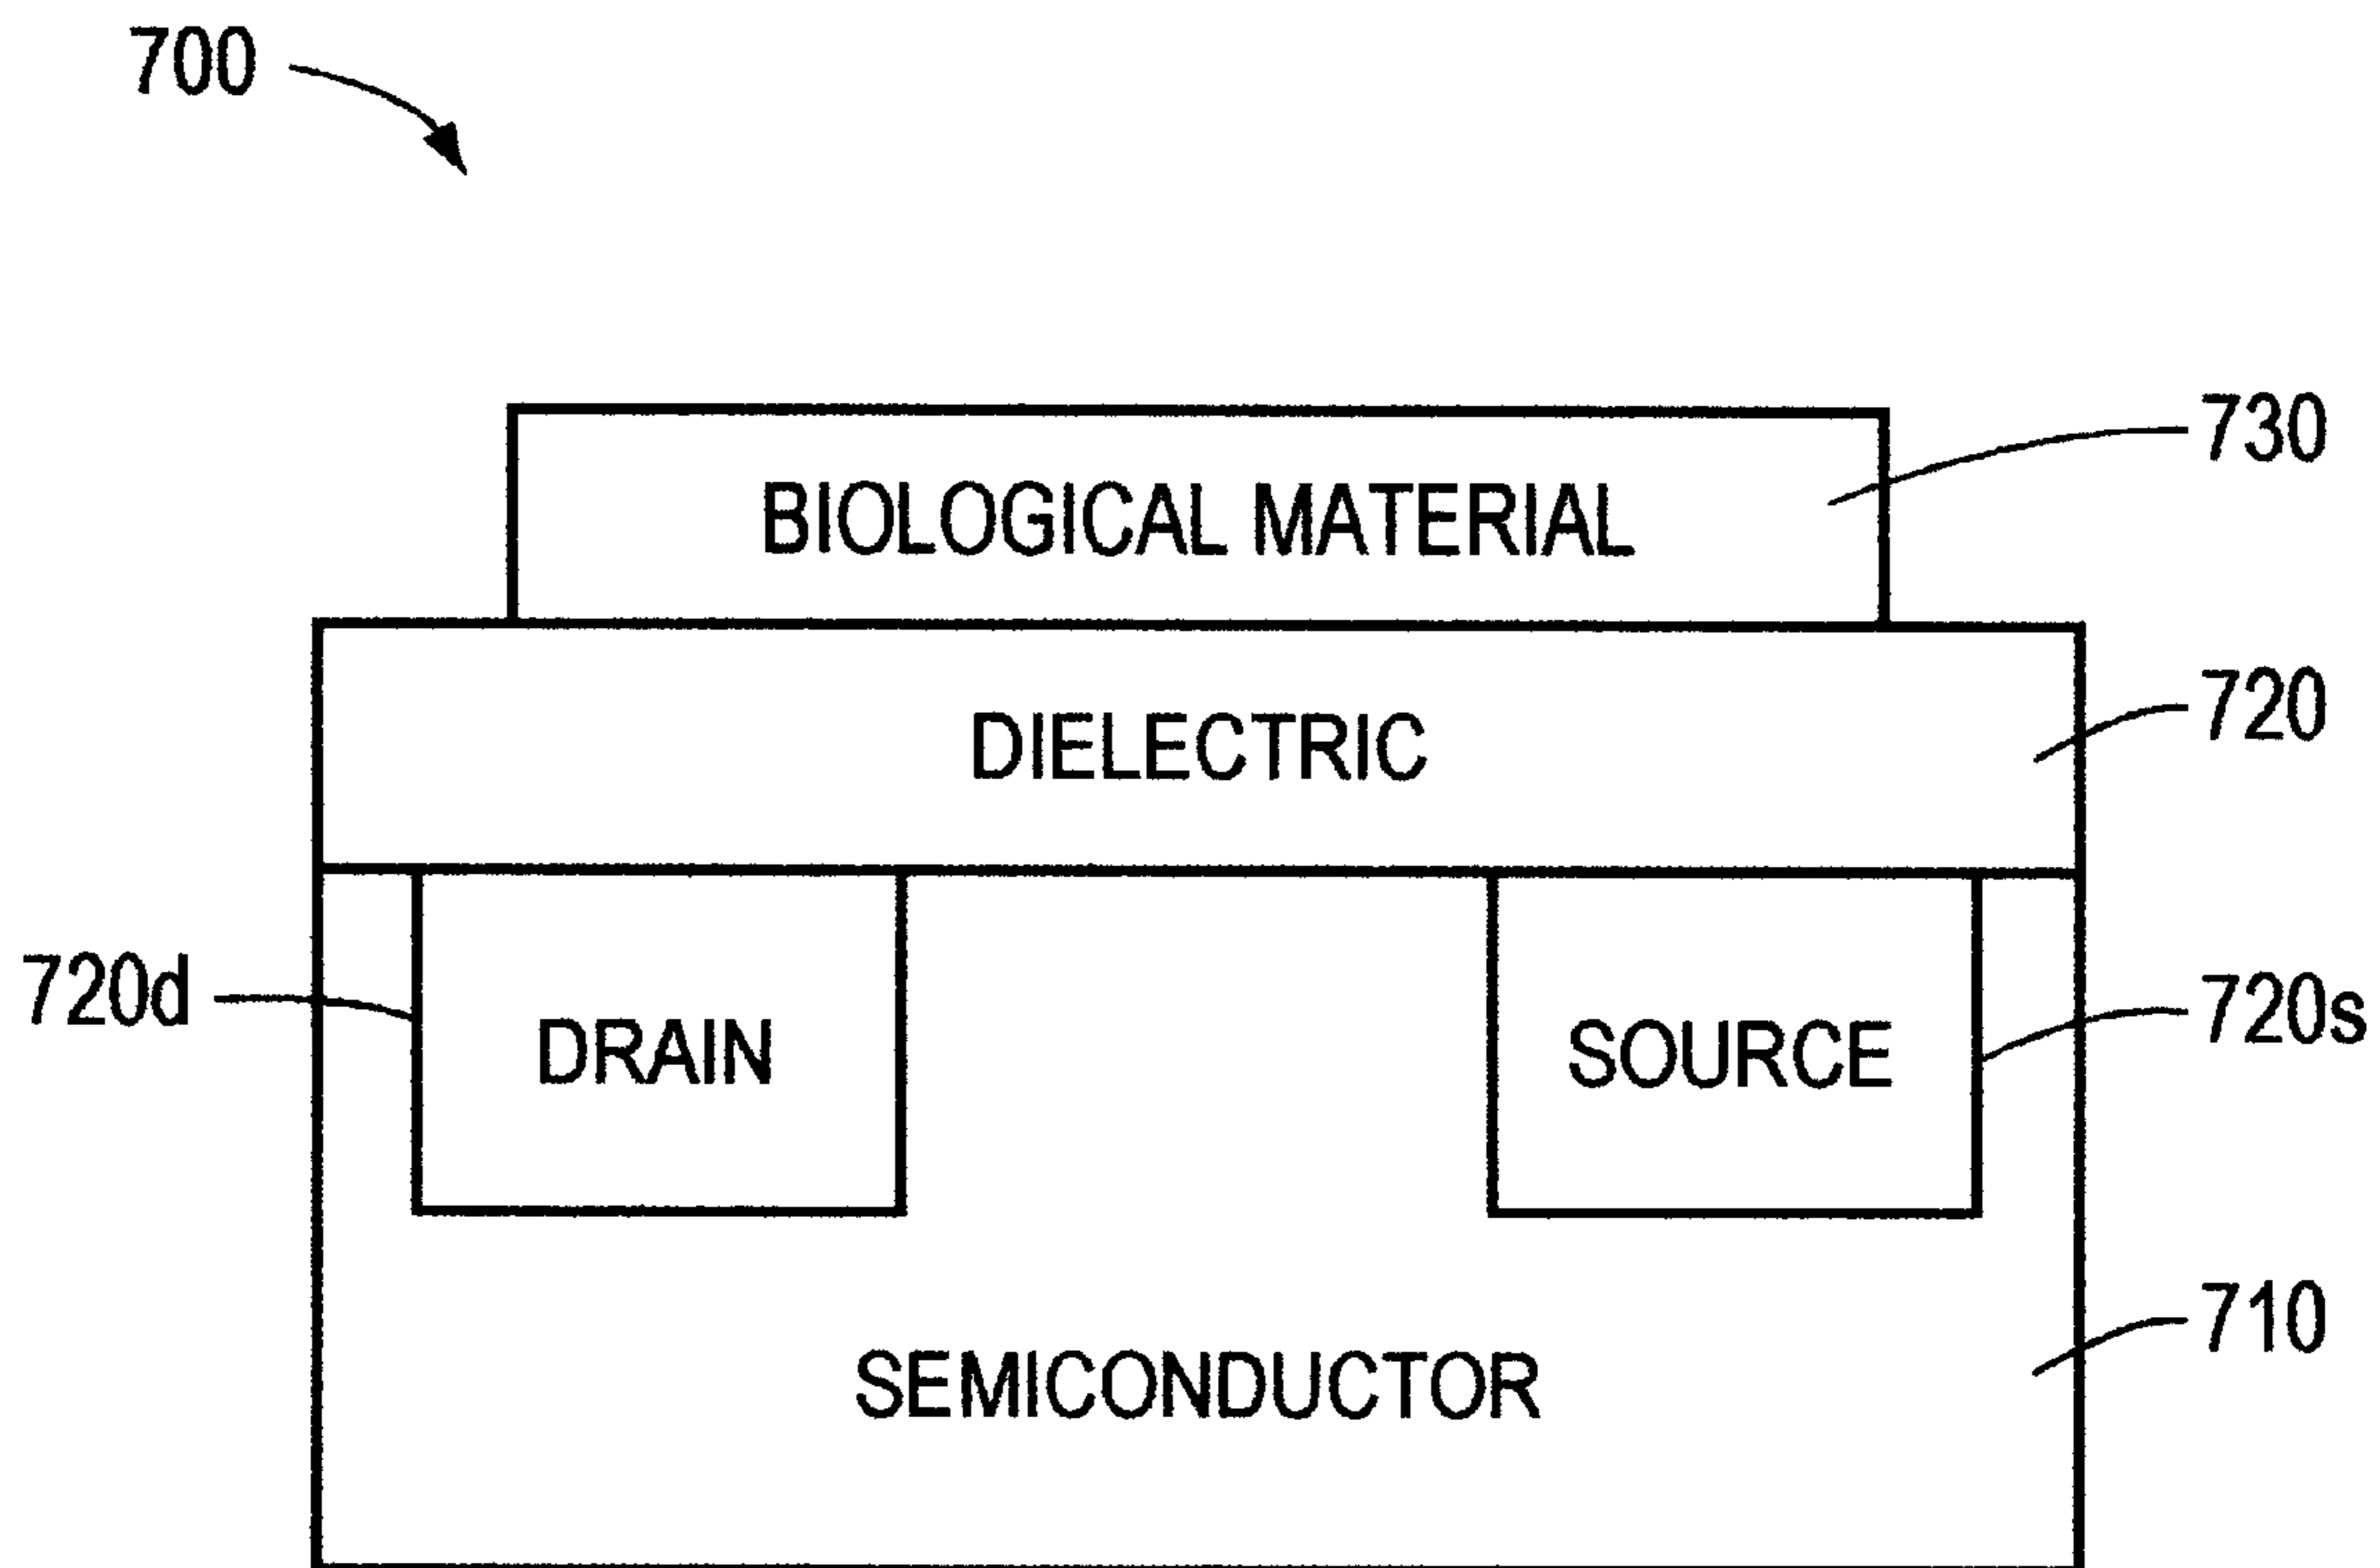 700
730
BIOLOGICAL MATERIAL
720
DIELECTRIC
720d
720s
DRAIN
SOURCE
710
SEMICONDUCTOR